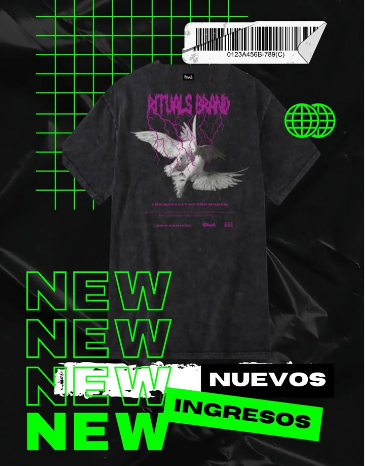 0123A456B-789(C)
RITUALS BRAND
NEW
NEW
NEW
NEW
NUEVOS
INGRESOS